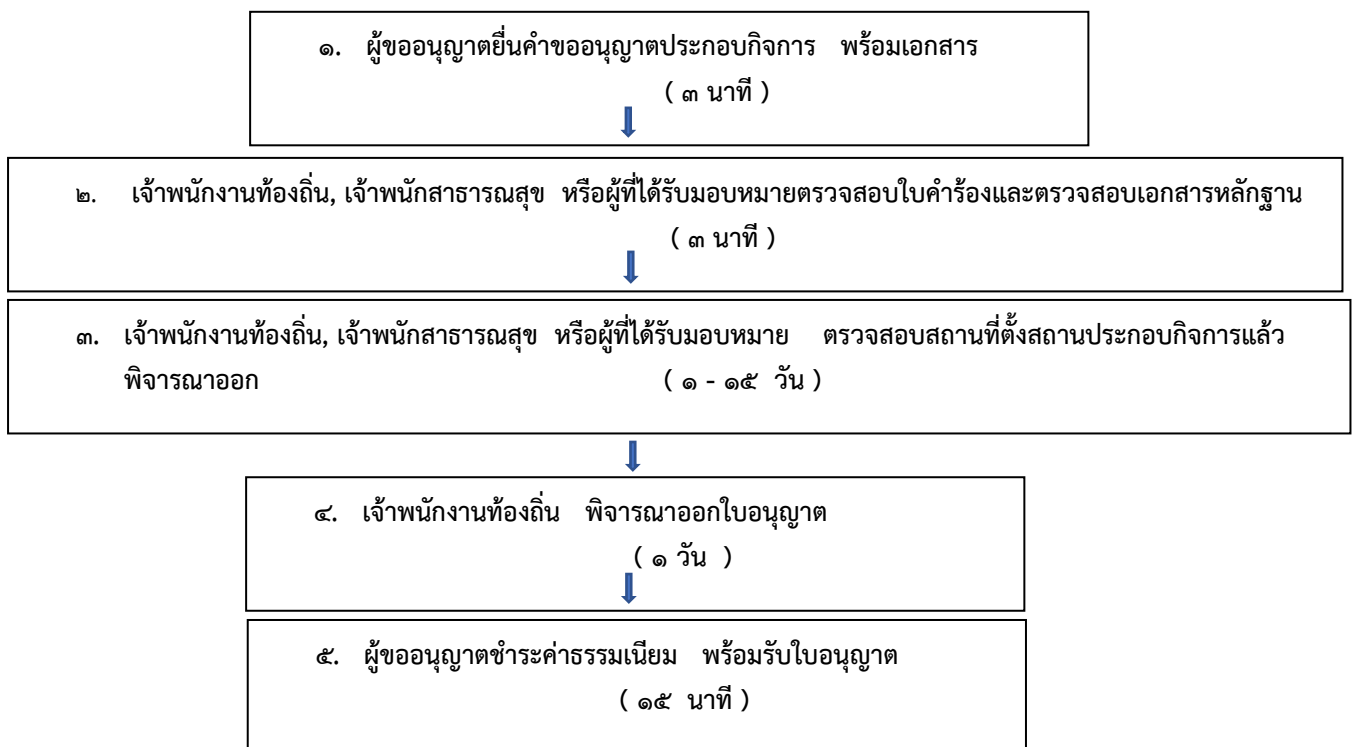 ๑. ผู้ขออนุญาตยื่นคำขออนุญาตประกอบกิจการ พร้อมเอกสาร
( ๓ นาที )
๒. เจ้าพนักงานท้องถิ่น, เจ้าพนักสาธารณสุข หรือผู้ที่ได้รับมอบหมายตรวจสอบใบคำร้องและตรวจสอบเอกสารหลักฐาน
( ๓ นาที )
๓. เจ้าพนักงานท้องถิ่น, เจ้าพนักสาธารณสุข หรือผู้ที่ได้รับมอบหมาย ตรวจสอบสถานที่ตั้งสถานประกอบกิจการแล้ว
พิจารณาออก ( ๑ - ๑๕ วัน )
๔. เจ้าพนักงานท้องถิ่น พิจารณาออกใบอนุญาต
( ๑ วัน )
๕. ผู้ขออนุญาตชำระค่าธรรมเนียม พร้อมรับใบอนุญาต
( ๑๕ นาที )